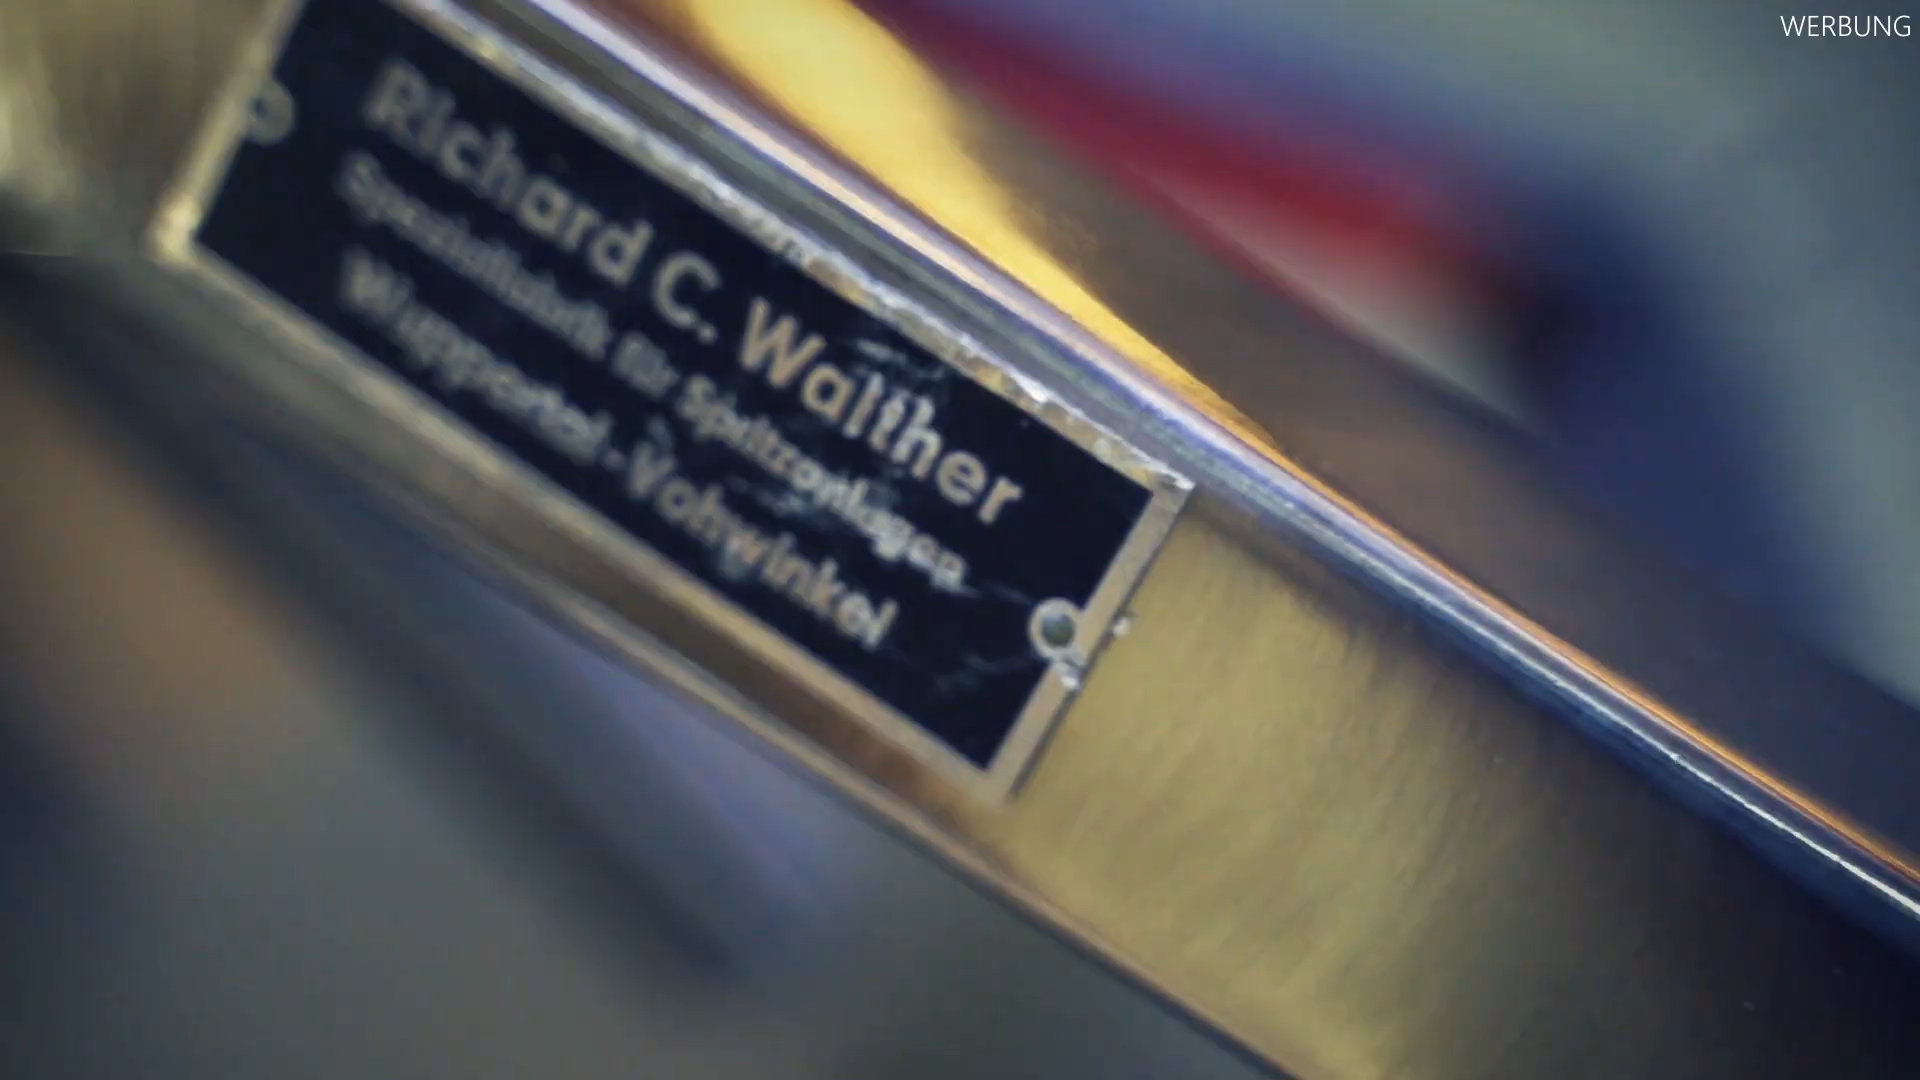 WERBUNG
Richard C. Walther
Spezialfabrik für Spritzanlagen
Wuppertal-Vohwinkel